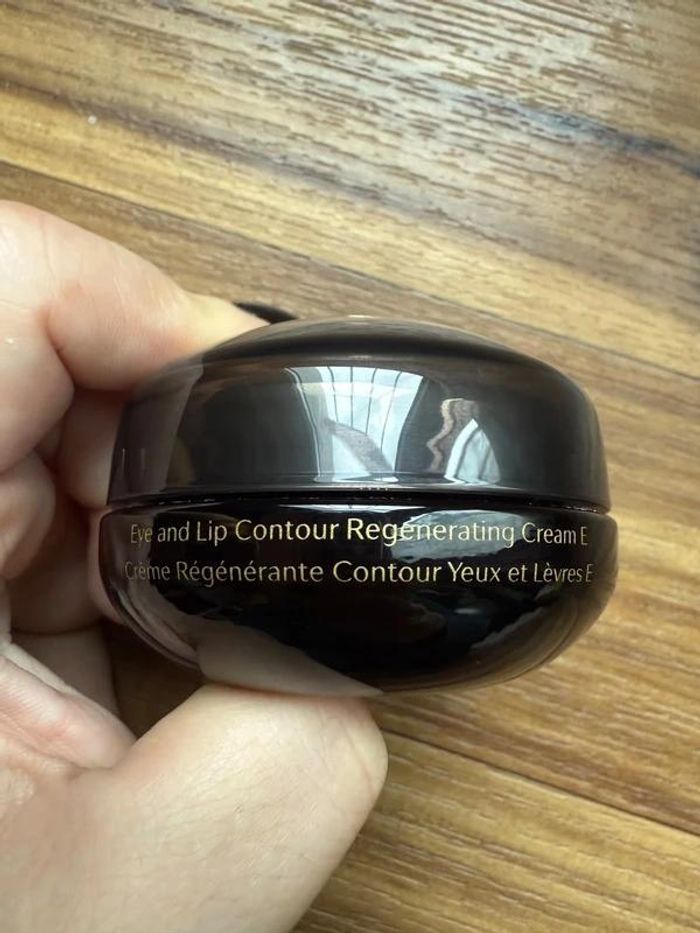 Eye and Lip Contour Regenerating Cream E
Crème Régénérante Contour Yeux et Lèvres E